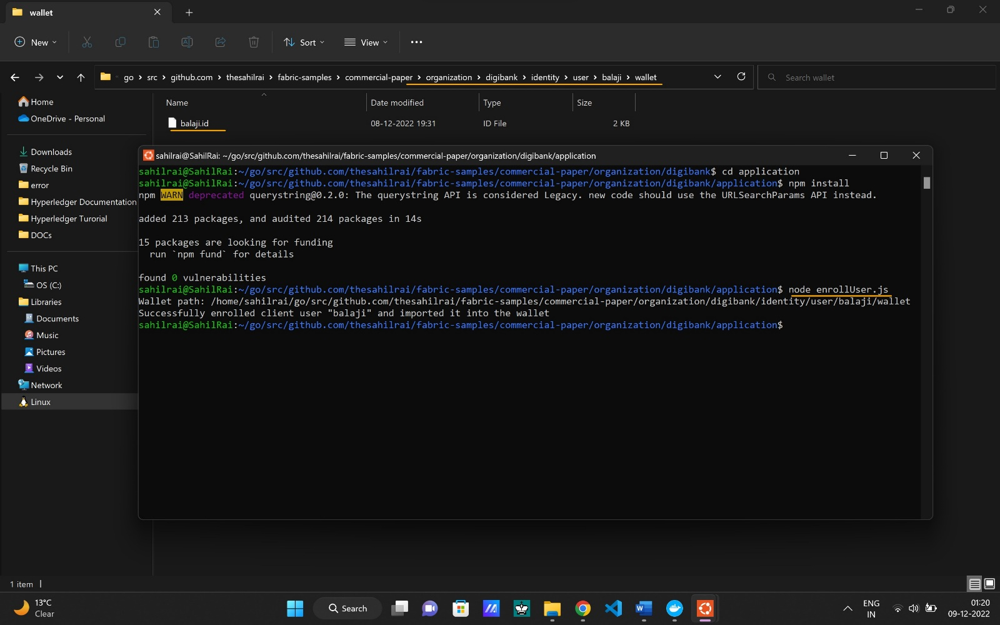 wallet
New
Sort
View
go > src > github.com > thesahilrai > fabric-samples > commercial-paper > organization > digibank > identity > user > balaji > wallet
Search wallet
Name Date modified Type Size
balaji.id 08-12-2022 19:31 ID File 2 KB
Home
OneDrive - Personal
Downloads
Recycle Bin
error
Hyperledger Documentation
Hyperledger Turorial
DOCs
This PC
OS (C:)
Libraries
Documents
Music
Pictures
Videos
Network
Linux
sahilrai@SahilRai: ~/go/src/github.com/thesahilrai/fabric-samples/commercial-paper/organization/digibank/application
sahilrai@SahilRai:~/go/src/github.com/thesahilrai/fabric-samples/commercial-paper/organization/digibank$ cd application
sahilrai@SahilRai:~/go/src/github.com/thesahilrai/fabric-samples/commercial-paper/organization/digibank/application$ npm install
npm WARN deprecated querystring@0.2.0: The querystring API is considered Legacy. new code should use the URLSearchParams API instead.
added 213 packages, and audited 214 packages in 14s
15 packages are looking for funding
run `npm fund` for details
found 0 vulnerabilities
sahilrai@SahilRai:~/go/src/github.com/thesahilrai/fabric-samples/commercial-paper/organization/digibank/application$ node enrollUser.js
Wallet path: /home/sahilrai/go/src/github.com/thesahilrai/fabric-samples/commercial-paper/organization/digibank/identity/user/balaji/wallet
Successfully enrolled client user "balaji" and imported it into the wallet
sahilrai@SahilRai:~/go/src/github.com/thesahilrai/fabric-samples/commercial-paper/organization/digibank/application$
1 item
13°C
Clear
Search
ENG
IN
01:20
09-12-2022